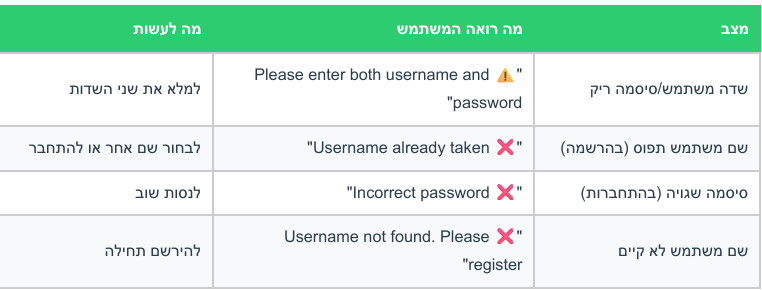 מצב
מה רואה המשתמש
מה לעשות
שדה משתמש/סיסמה ריק
"⚠️ Please enter both username and
password"
למלא את שני השדות
שם משתמש תפוס (בהרשמה)
"❌ Username already taken"
לבחור שם אחר או להתחבר
סיסמה שגויה (בהתחברות)
"❌ Incorrect password"
לנסות שוב
שם משתמש לא קיים
"❌ Username not found. Please
register"
להירשם תחילה